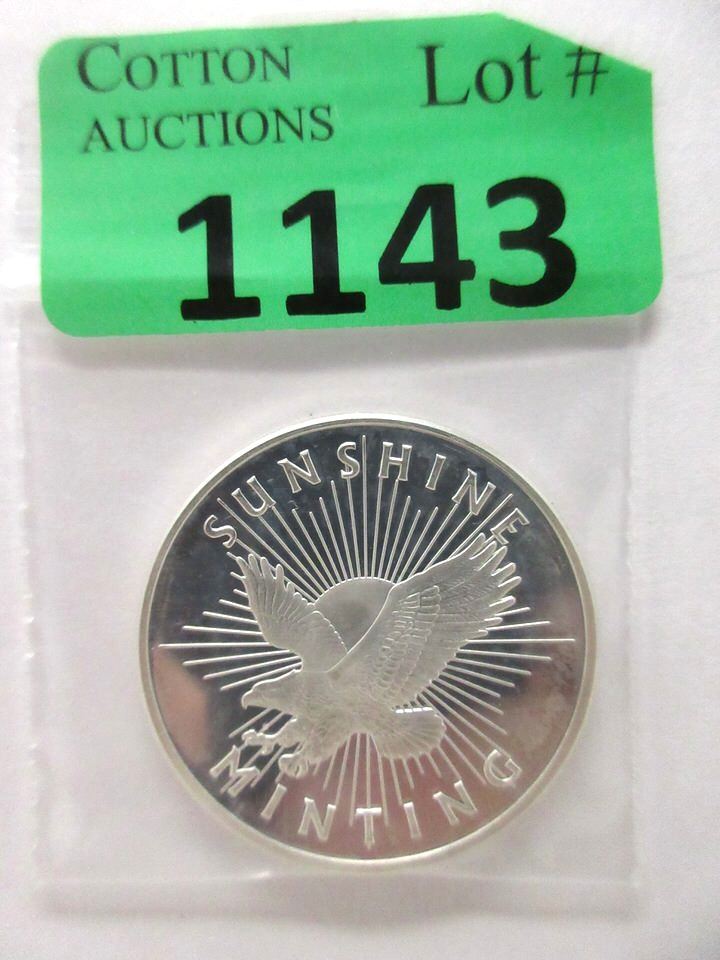 COTTON
AUCTIONS
Lot #
1143
SUNSHINE
MINTING